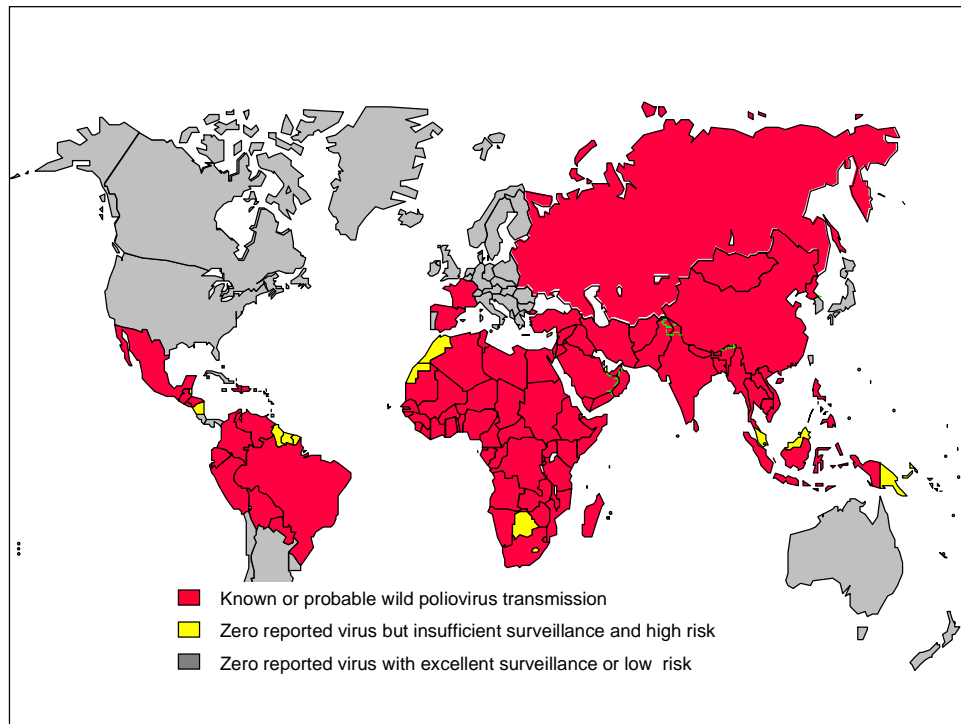 Known or probable wild poliovirus transmission
Zero reported virus but insufficient surveillance and high risk
Zero reported virus with excellent surveillance or low risk